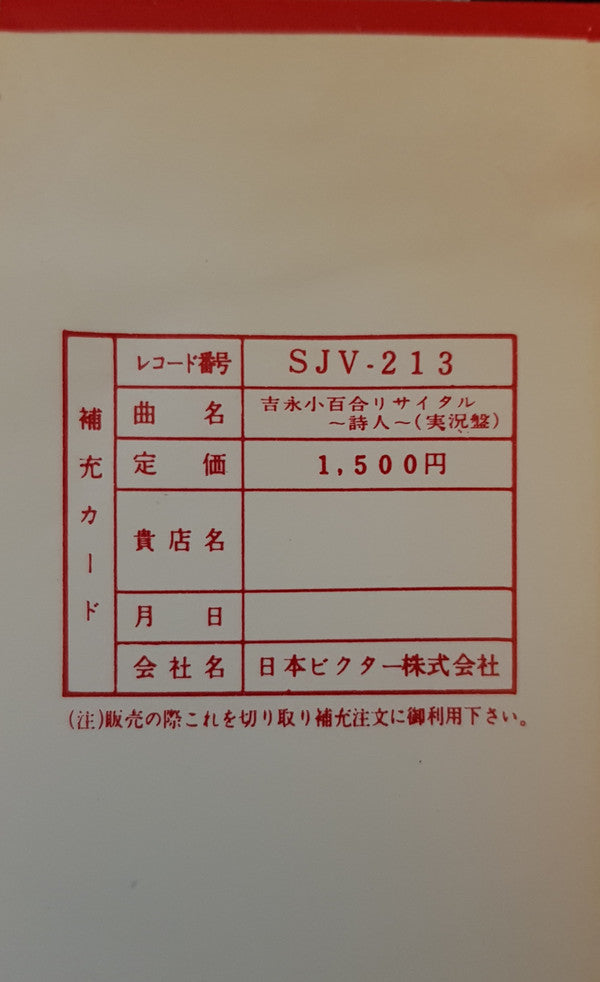 補充カード
レコード番号 SJV-213
曲名 吉永小百合リサイタル
～詩人～(実況盤)
定価 1,500円
貴店名
月日
会社名 日本ビクター株式会社
(注)販売の際これを切り取り補充注文に御利用下さい。